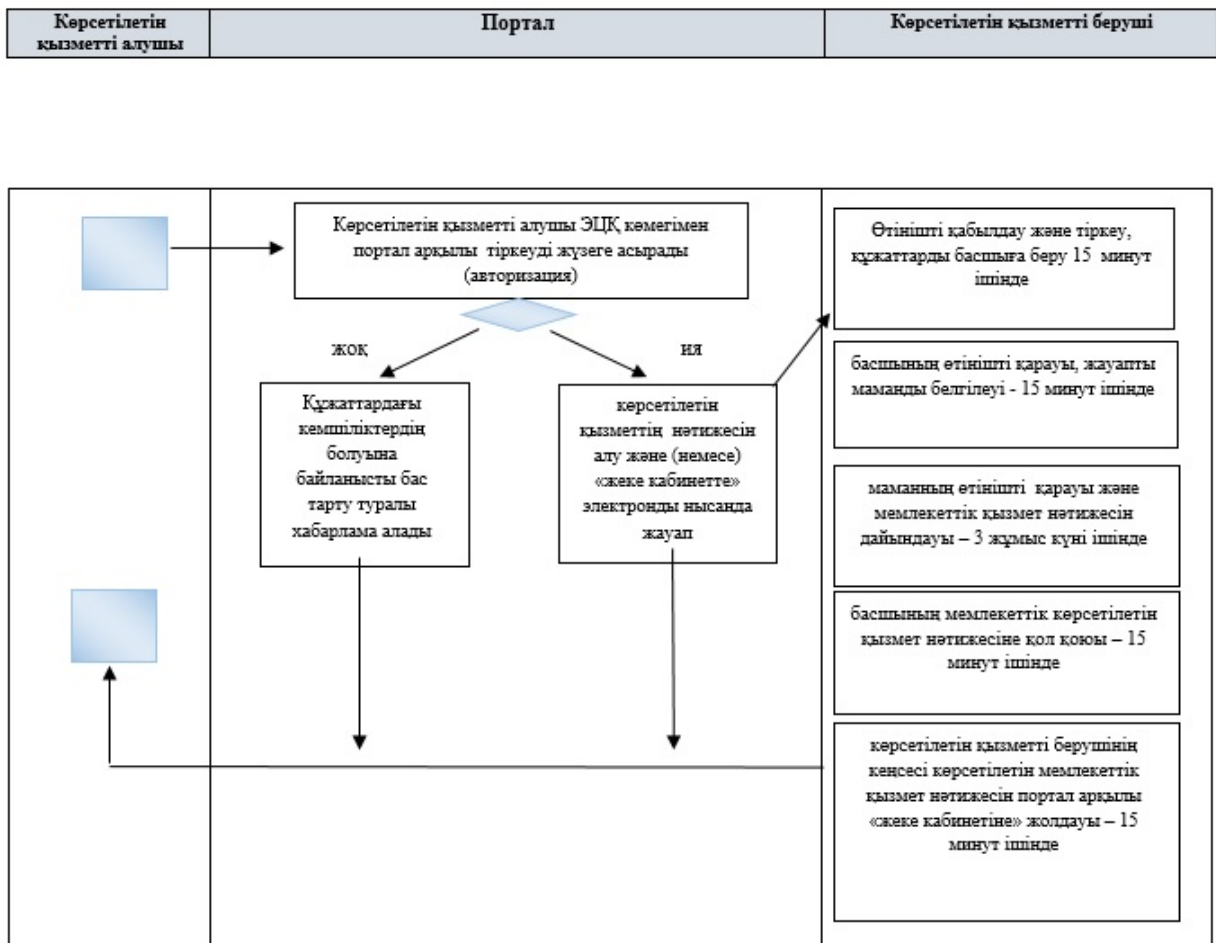 Көрсетілетін
қызметті алушы
Портал
Көрсетілетін қызметті беруші
Көрсетілетін қызметті алушы ЭЦҚ көмегімен
портал арқылы тіркеуді жүзеге асырады
(авторизация)
жоқ
ия
Құжаттардағы
кемшіліктердің
болуына
байланысты бас
тарту туралы
хабарлама алады
көрсетілетін
қызметтің нәтижесін
алу және (немесе)
«жеке кабинетте»
электронды нысанда
жауап
Өтінішті қабылдау және тіркеу,
құжаттарды басшыға беру 15 минут
ішінде
басшының өтінішті қарауы, жауапты
маманды белгілеуі - 15 минут ішінде
маманның өтінішті қарауы және
мемлекеттік қызмет нәтижесін
дайындауы – 3 жұмыс күні ішінде
басшының мемлекеттік көрсетілетін
қызмет нәтижесіне қол қоюы – 15
минут ішінде
көрсетілетін қызметті берушінің
кеңсесі көрсетілетін мемлекеттік
қызмет нәтижесін портал арқылы
«жеке кабинетіне» жолдауы – 15
минут ішінде